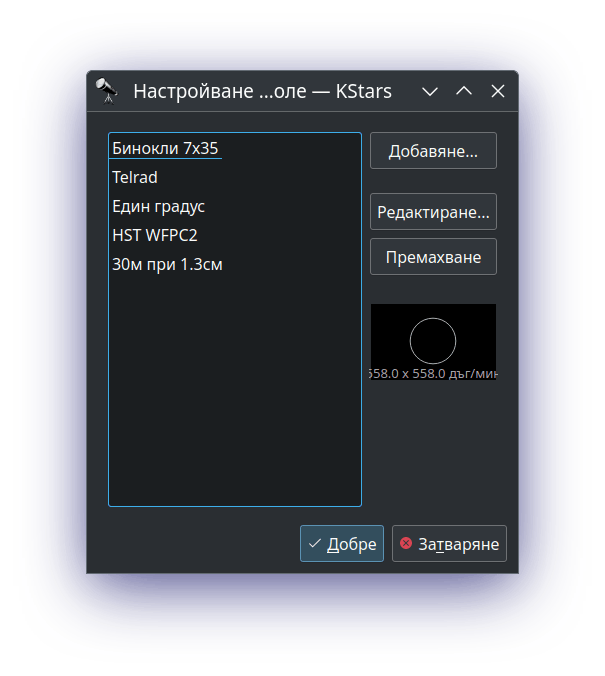 Настройване ...оле — KStars
Бинокли 7x35
Telrad
Един градус
HST WFPC2
30м при 1.3см
Добавяне...
Редактиране...
Премахване
558.0 x 558.0 дъг/мин
Добре
Затваряне